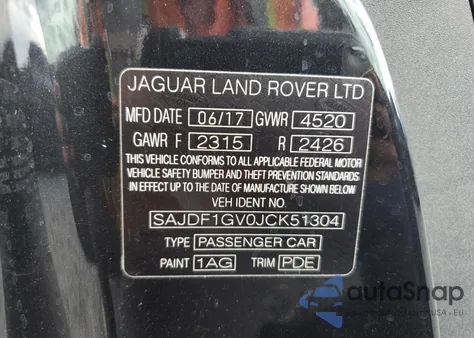 JAGUAR LAND ROVER LTD
MFD DATE 06/17 GVWR 4520
GAWR F 2315 R 2426
THIS VEHICLE CONFORMS TO ALL APPLICABLE FEDERAL MOTOR
VEHICLE SAFETY BUMPER AND THEFT PREVENTION STANDARDS
IN EFFECT UP TO THE DATE OF MANUFACTURE SHOWN BELOW.
VEH IDENT NO.
SAJDF1GV0JCK51304
TYPE PASSENGER CAR
PAINT 1AG TRIM PDE
autoSnap